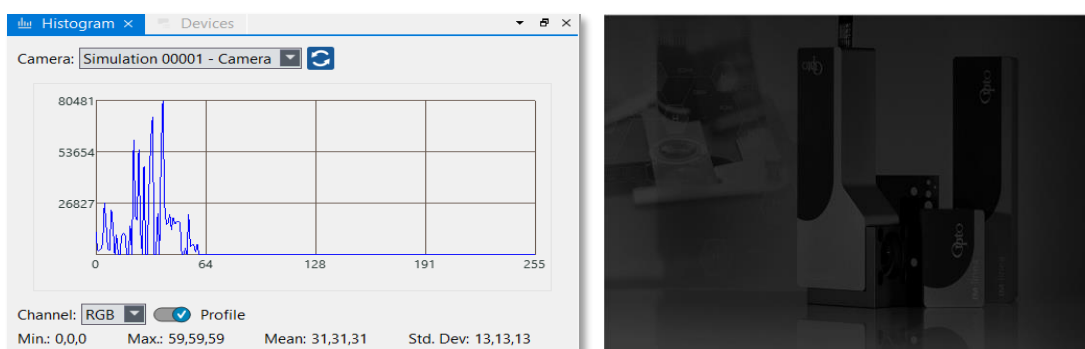 Histogram × Devices
Camera: Simulation 00001 - Camera
80481
53654
26827
0 64 128 191 255
Channel: RGB Profile
Min.: 0,0,0 Max.: 59,59,59 Mean: 31,31,31 Std. Dev: 13,13,13
Opto
Opto
Opto